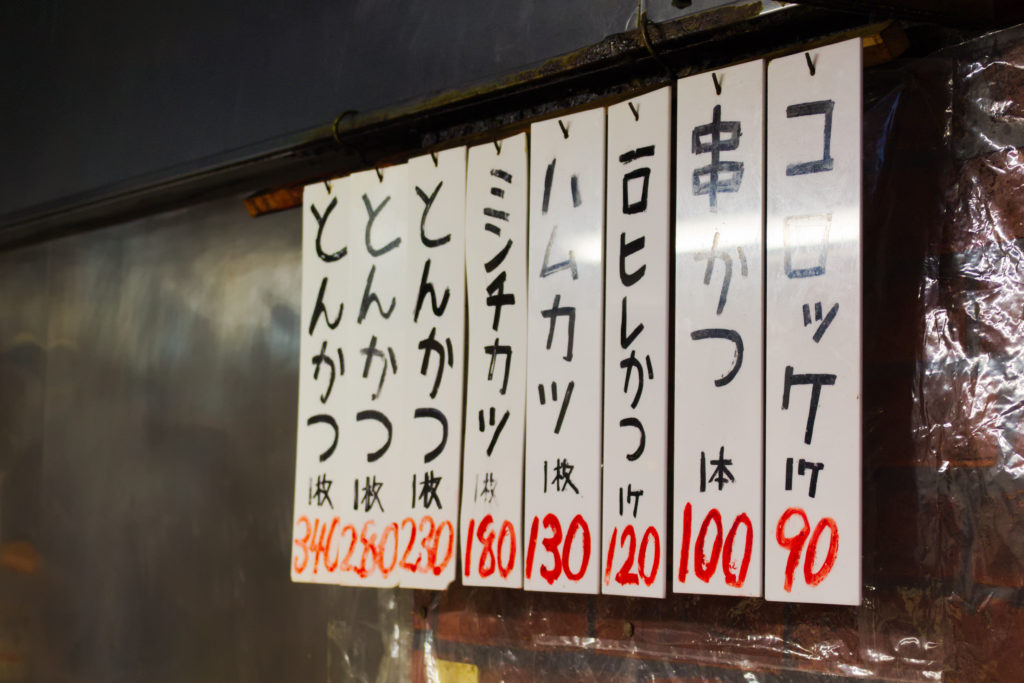 コロッケ
1ケ
90
串かつ
1本
100
一口ヒレかつ
1ケ
120
ハムカツ
1枚
130
ミンチカツ
1枚
180
とんかつ
1枚
230
とんかつ
1枚
280
とんかつ
1枚
340